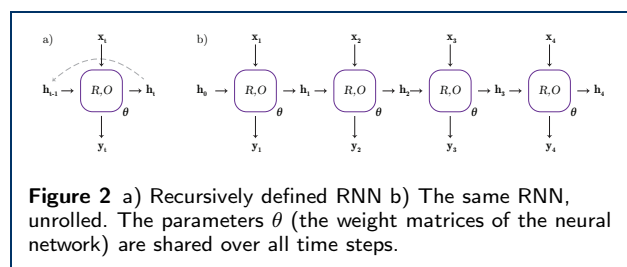 a) x_t b) x_1 x_2 x_3 x_4
h_{t-1} R,O h_t h_0 R,O h_1 R,O h_2 R,O h_3 R,O h_4
θ θ θ θ θ
y_t y_1 y_2 y_3 y_4
Figure 2 a) Recursively defined RNN b) The same RNN,
unrolled. The parameters θ (the weight matrices of the neural
network) are shared over all time steps.